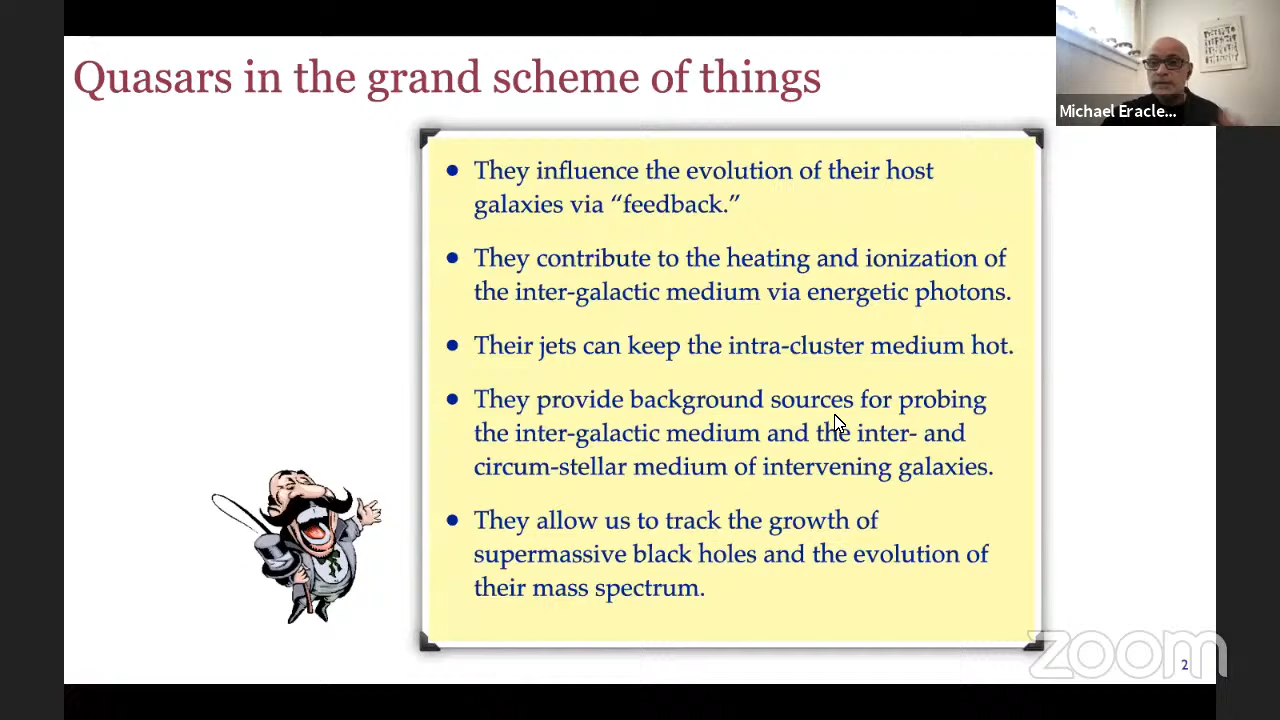 Quasars in the grand scheme of things
Michael Eracle...
• They influence the evolution of their host
galaxies via “feedback.”
• They contribute to the heating and ionization of
the inter-galactic medium via energetic photons.
• Their jets can keep the intra-cluster medium hot.
• They provide background sources for probing
the inter-galactic medium and the inter- and
circum-stellar medium of intervening galaxies.
• They allow us to track the growth of
supermassive black holes and the evolution of
their mass spectrum.
zoom
2